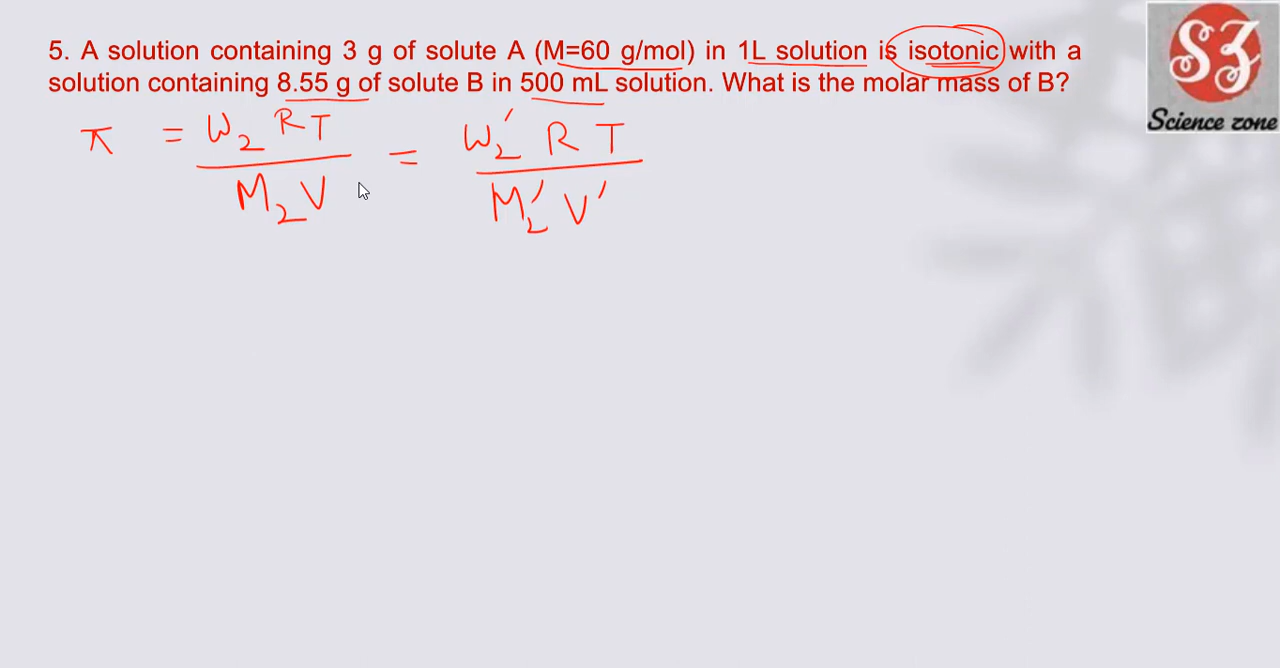 5. A solution containing 3 g of solute A (M=60 g/mol) in 1L solution is isotonic with a
solution containing 8.55 g of solute B in 500 mL solution. What is the molar mass of B?
SZ
Science zone
π = W₂ R T / M₂ V = W₂′ R T / M₂′ V′